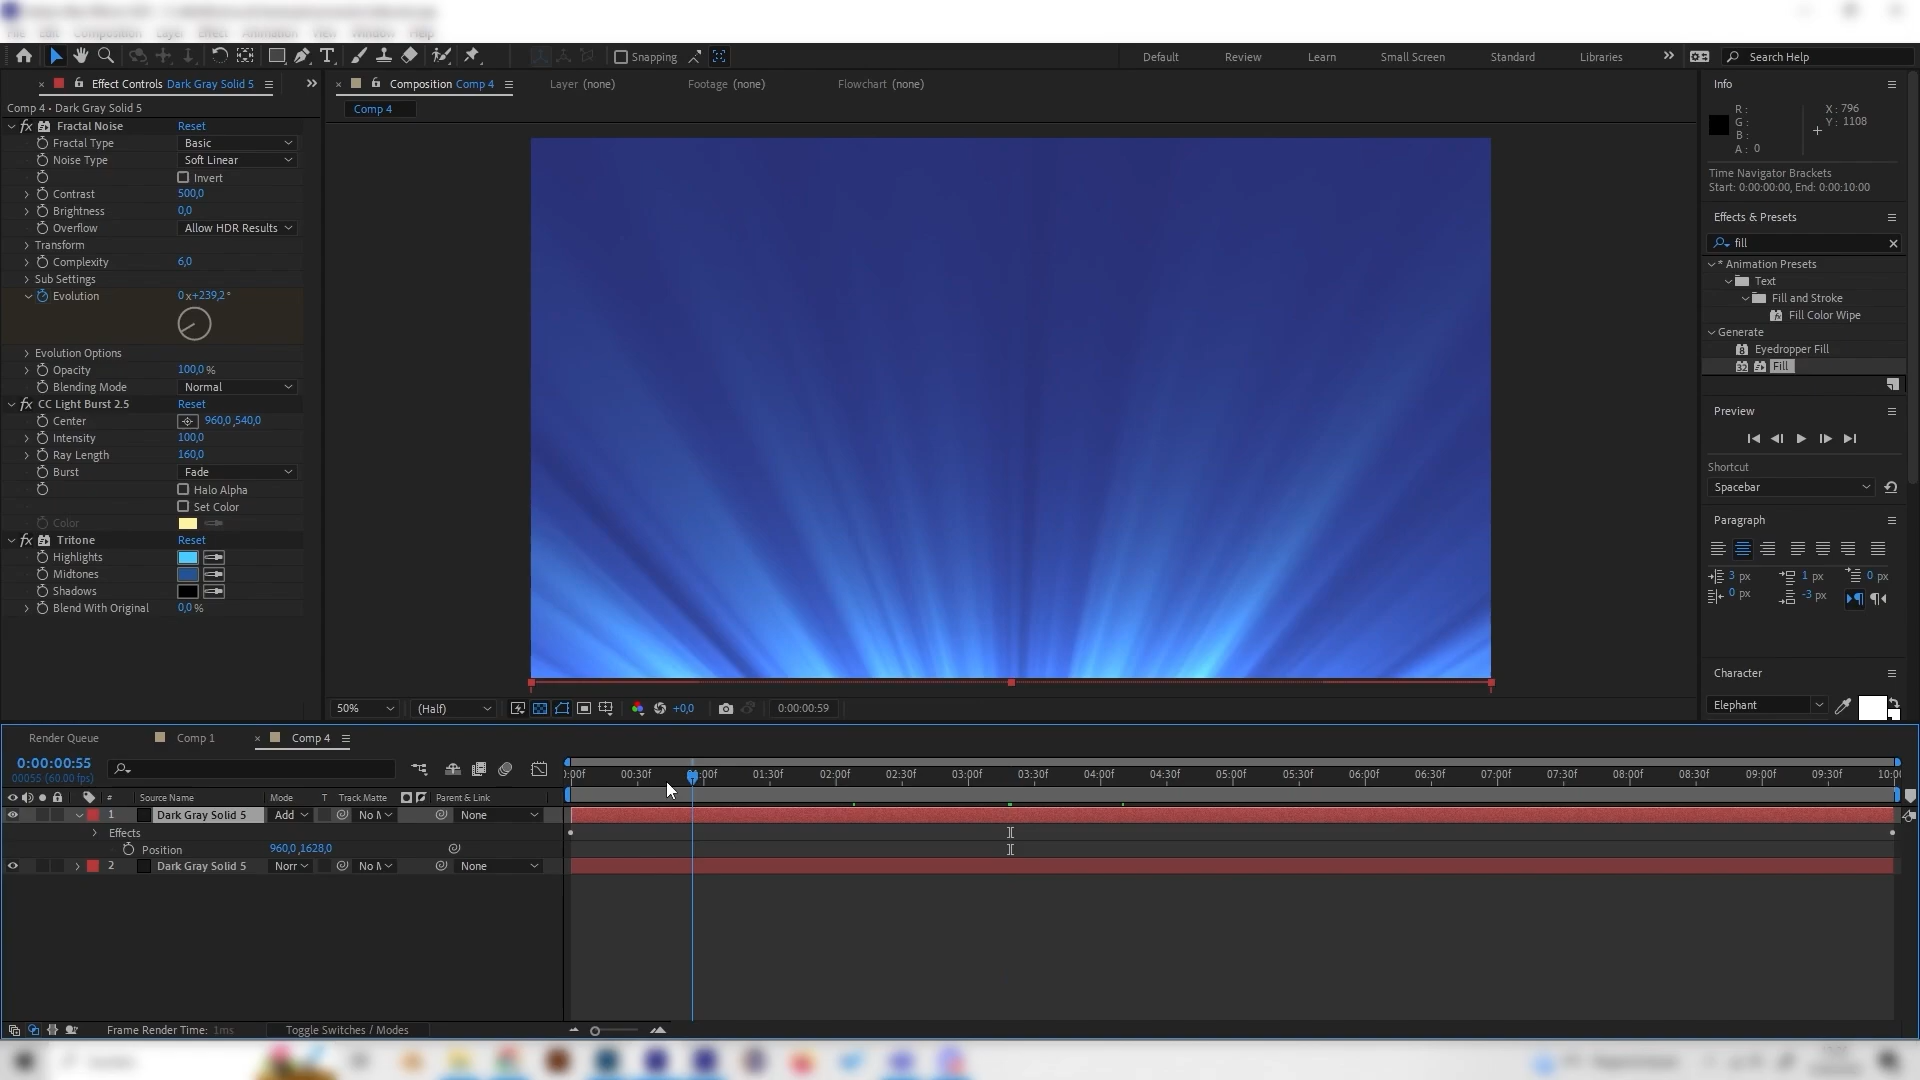 Snapping
Default
Review
Learn
Small Screen
Standard
Libraries
Search Help
Effect Controls Dark Gray Solid 5
Comp 4 • Dark Gray Solid 5
fx Fractal Noise Reset
Fractal Type Basic
Noise Type Soft Linear
Invert
Contrast 500,0
Brightness 0,0
Overflow Allow HDR Results
Transform
Complexity 6,0
Sub Settings
Evolution 0x+239,2°
Evolution Options
Opacity 100,0 %
Blending Mode Normal
fx CC Light Burst 2.5 Reset
Center 960,0,540,0
Intensity 100,0
Ray Length 160,0
Burst Fade
Halo Alpha
Set Color
Color
fx Tritone Reset
Highlights
Midtones
Shadows
Blend With Original 0,0 %
Composition Comp 4
Layer (none)
Footage (none)
Flowchart (none)
Comp 4
50%
(Half)
+0,0
0:00:00:59
Info
R :
G :
B :
A : 0
X : 796
Y : 1108
Time Navigator Brackets
Start: 0:00:00:00, End: 0:00:10:00
Effects & Presets
fill
* Animation Presets
Text
Fill and Stroke
Fill Color Wipe
Generate
Eyedropper Fill
32 Fill
Preview
Shortcut
Spacebar
Paragraph
3 px
1 px
0 px
0 px
-3 px
Character
Elephant
Render Queue
Comp 1
Comp 4
0:00:00:55
00055 (60.00 fps)
# Source Name Mode T Track Matte Parent & Link
:00f 00:30f 01:30f 02:00f 02:30f 03:00f 03:30f 04:00f 04:30f 05:00f 05:30f 06:00f 06:30f 07:00f 07:30f 08:00f 08:30f 09:00f 09:30f
1 Dark Gray Solid 5 Add No M None
Effects
Position 960,0,1628,0
2 Dark Gray Solid 5 Norr No M None
Frame Render Time: 1ms
Toggle Switches / Modes